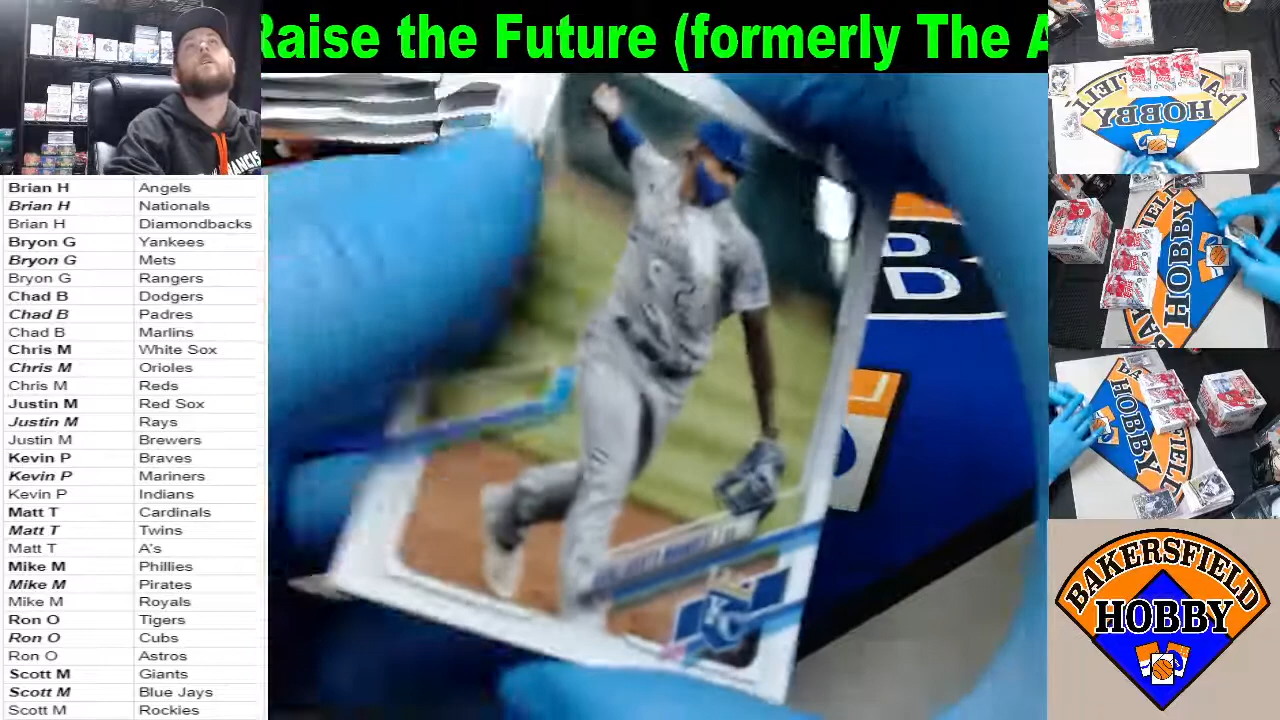 Raise the Future (formerly The A
Brian H Angels
Brian H Nationals
Brian H Diamondbacks
Bryon G Yankees
Bryon G Mets
Bryon G Rangers
Chad B Dodgers
Chad B Padres
Chad B Marlins
Chris M White Sox
Chris M Orioles
Chris M Reds
Justin M Red Sox
Justin M Rays
Justin M Brewers
Kevin P Braves
Kevin P Mariners
Kevin P Indians
Matt T Cardinals
Matt T Twins
Matt T A's
Mike M Phillies
Mike M Pirates
Mike M Royals
Ron O Tigers
Ron O Cubs
Ron O Astros
Scott M Giants
Scott M Blue Jays
Scott M Rockies
D
HOBBY
HOBBY
HOBBY
BAKERSFIELD
HOBBY